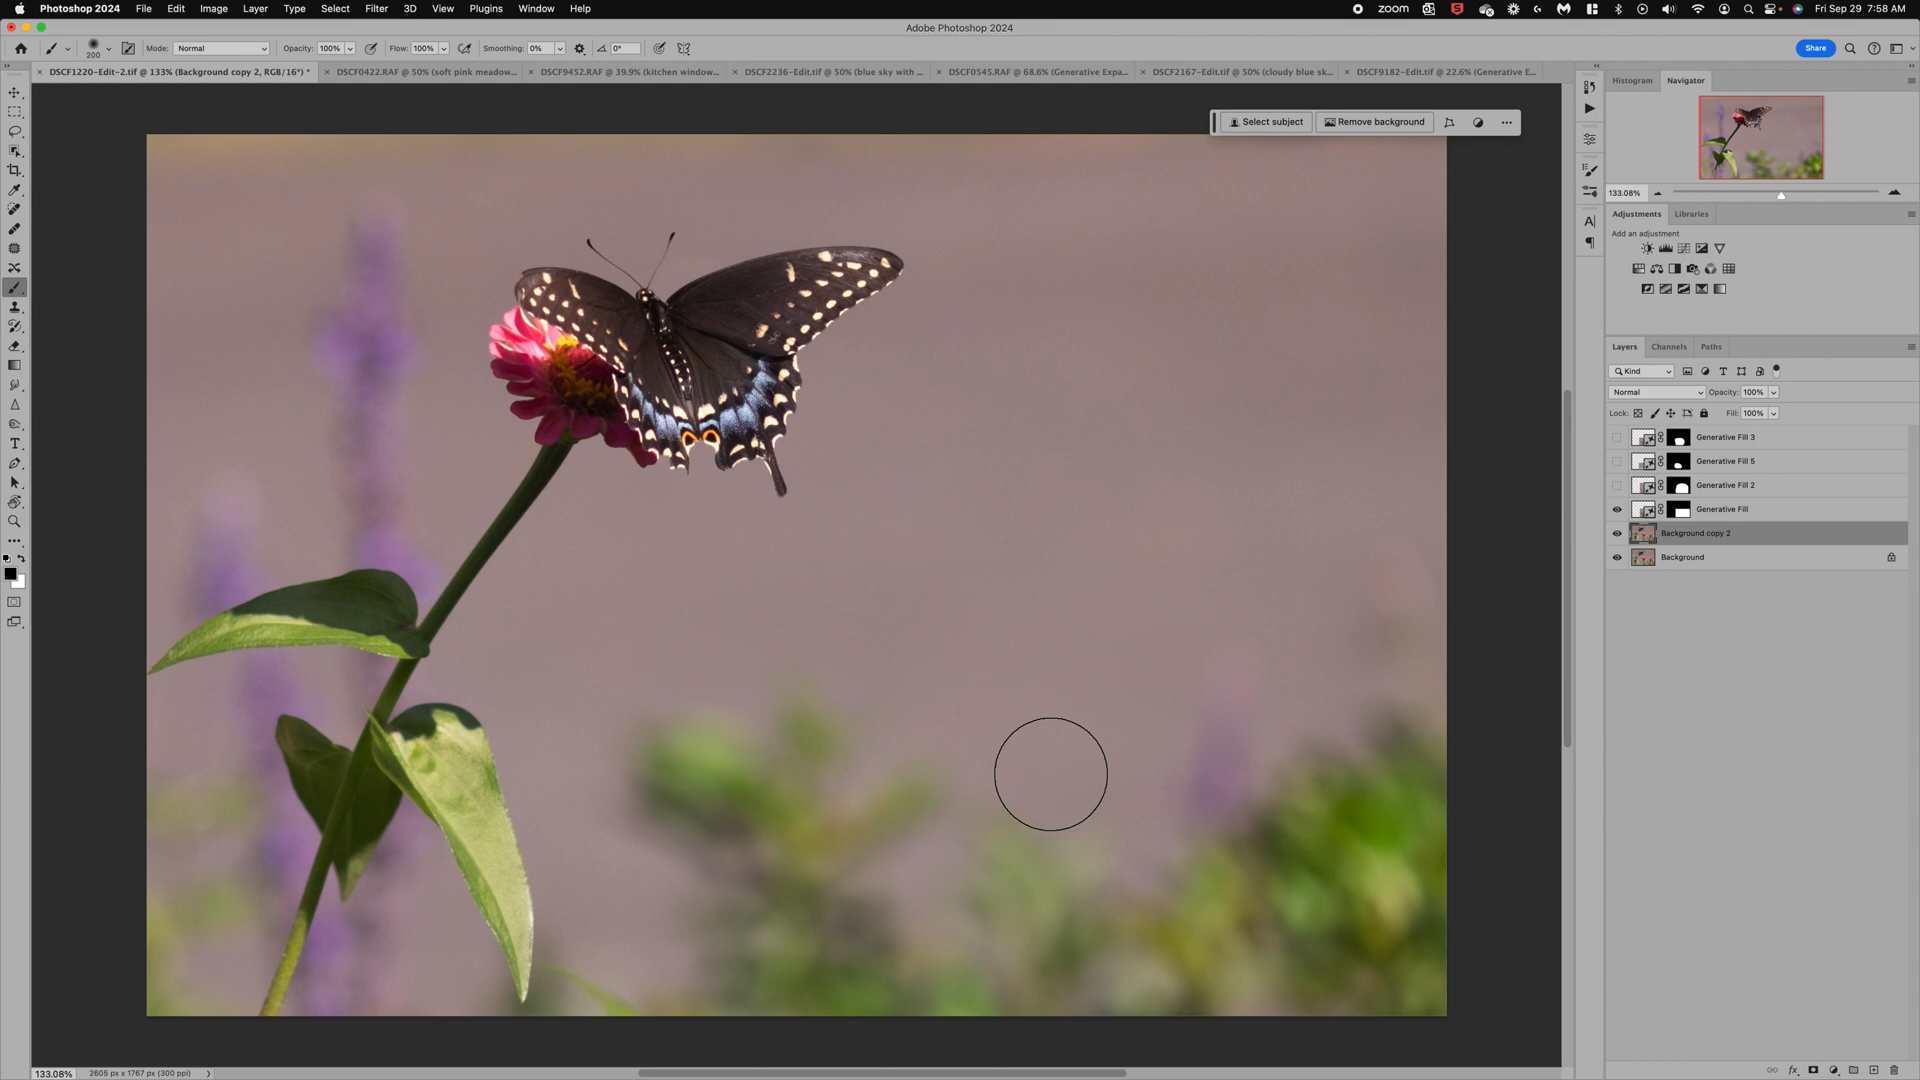 Photoshop 2024 File Edit Image Layer Type Select Filter 3D View Plugins Window Help zoom Fri Sep 29 7:58 AM
Adobe Photoshop 2024
200 Mode: Normal Opacity: 100% Flow: 100% Smoothing: 0% 0° Share
DSCF1220-Edit-2.tif @ 133% (Background copy 2, RGB/16*) * DSCF0422.RAF @ 50% (soft pink meadow... DSCF9452.RAF @ 39.9% (kitchen window... DSCF2236-Edit.tif @ 50% (blue sky with ... DSCF0545.RAF @ 68.6% (Generative Expa... DSCF2167-Edit.tif @ 50% (cloudy blue sk... DSCF9182-Edit.tif @ 22.6% (Generative E...
Histogram Navigator
Select subject Remove background
133.08%
Adjustments Libraries
Add an adjustment
Layers Channels Paths
Kind
Normal Opacity: 100%
Lock: Fill: 100%
Generative Fill 3
Generative Fill 5
Generative Fill 2
Generative Fill
Background copy 2
Background
133.08% 2605 px x 1767 px (300 ppi)